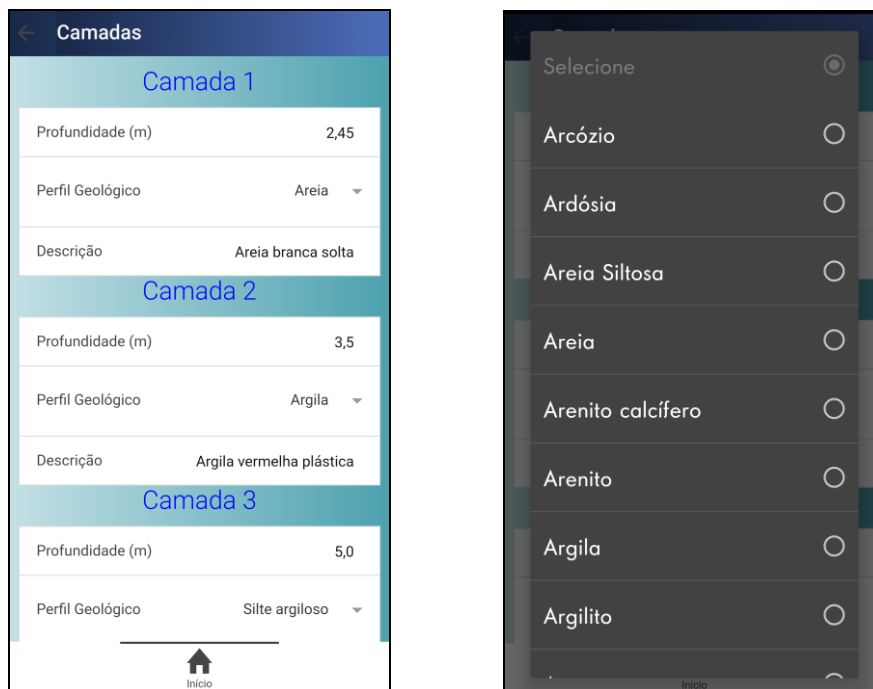 Camadas
Camada 1
Profundidade (m) 2,45
Perfil Geológico Areia
Descrição Areia branca solta
Camada 2
Profundidade (m) 3,5
Perfil Geológico Argila
Descrição Argila vermelha plástica
Camada 3
Profundidade (m) 5,0
Perfil Geológico Silte argiloso
Início
Selecione
Arcózio
Ardósia
Areia Siltosa
Areia
Arenito calcífero
Arenito
Argila
Argilito
Início